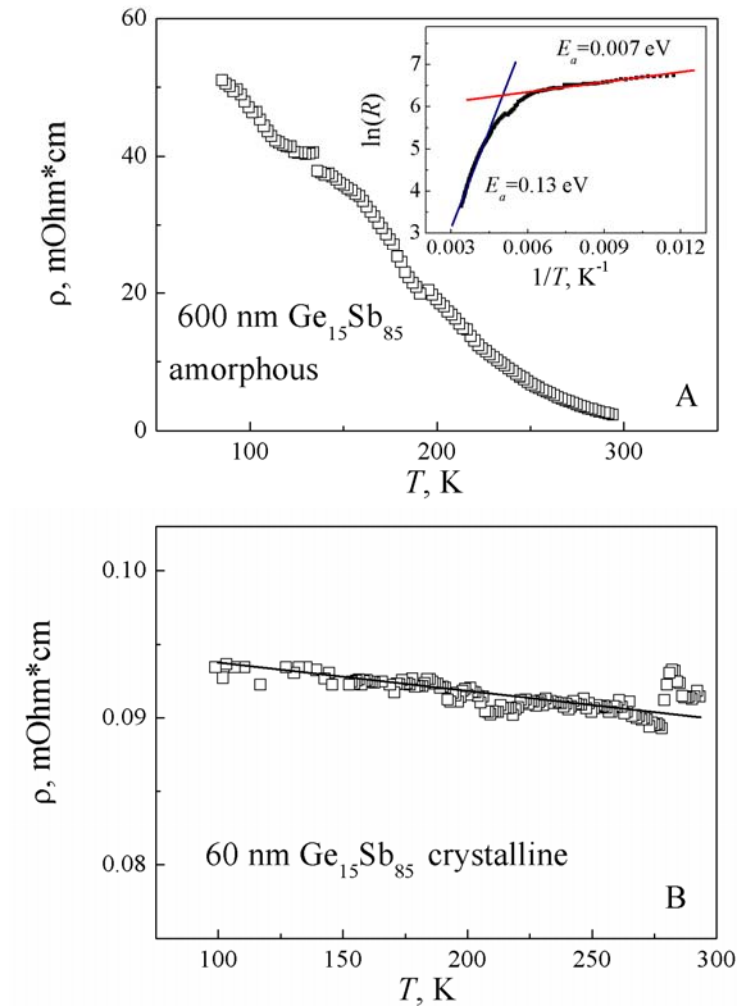 60
40
20
0
ρ, mOhm*cm
100
200
300
T, K
600 nm Ge₁₅Sb₈₅
amorphous
A
7
6
5
4
3
ln(R)
0.003
0.006
0.009
0.012
1/T, K⁻¹
Eₐ=0.007 eV
Eₐ=0.13 eV
0.10
0.09
0.08
ρ, mOhm*cm
60 nm Ge₁₅Sb₈₅ crystalline
B
100
150
200
250
300
T, K